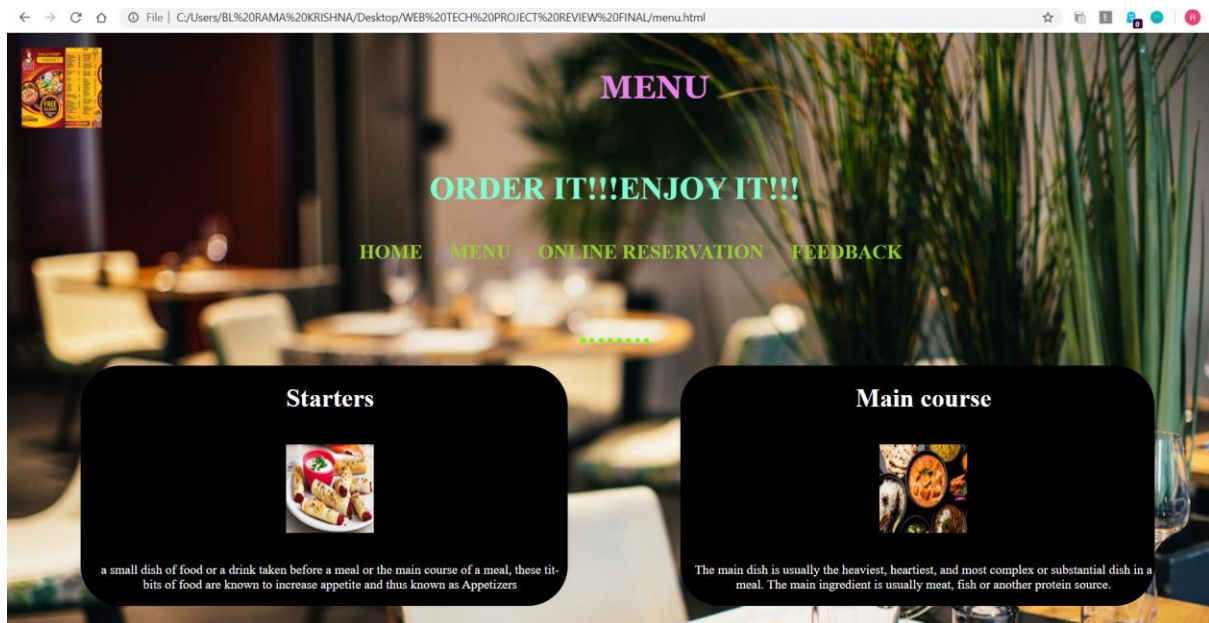 File | C:/Users/BL%20RAMA%20KRISHNA/Desktop/WEB%20TECH%20PROJECT%20REVIEW%20FINAL/menu.html
E
0
R
FREE
MENU
ORDER IT!!!ENJOY IT!!!
HOME MENU ONLINE RESERVATION FEEDBACK
Starters
Main course
a small dish of food or a drink taken before a meal or the main course of a meal, these tit-
bits of food are known to increase appetite and thus known as Appetizers
The main dish is usually the heaviest, heartiest, and most complex or substantial dish in a
meal. The main ingredient is usually meat, fish or another protein source.